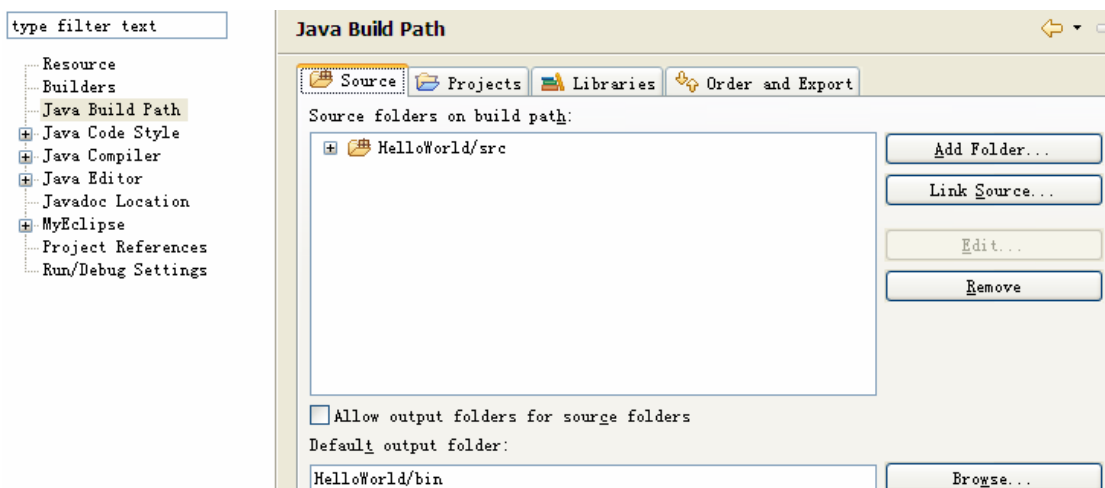 type filter text
Resource
Builders
Java Build Path
Java Code Style
Java Compiler
Java Editor
Javadoc Location
MyEclipse
Project References
Run/Debug Settings
Java Build Path
Source Projects Libraries Order and Export
Source folders on build path:
HelloWorld/src
Add Folder...
Link Source...
Edit...
Remove
Allow output folders for source folders
Default output folder:
HelloWorld/bin
Browse...